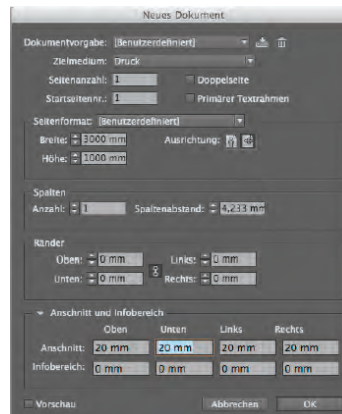 Neues Dokument
Dokumentvorgabe: [Benutzerdefiniert]
Zielmedium: Druck
Seitenanzahl: 1 Doppelseite
Startseitennr.: 1 Primärer Textrahmen
Seitenformat: [Benutzerdefiniert]
Breite: 3000 mm Ausrichtung:
Höhe: 1000 mm
Spalten
Anzahl: 1 Spaltenabstand: 4,233 mm
Ränder
Oben: 0 mm Links: 0 mm
Unten: 0 mm Rechts: 0 mm
Anschnitt und Infobereich
Oben Unten Links Rechts
Anschnitt: 20 mm 20 mm 20 mm 20 mm
Infobereich: 0 mm 0 mm 0 mm 0 mm
Vorschau Abbrechen OK